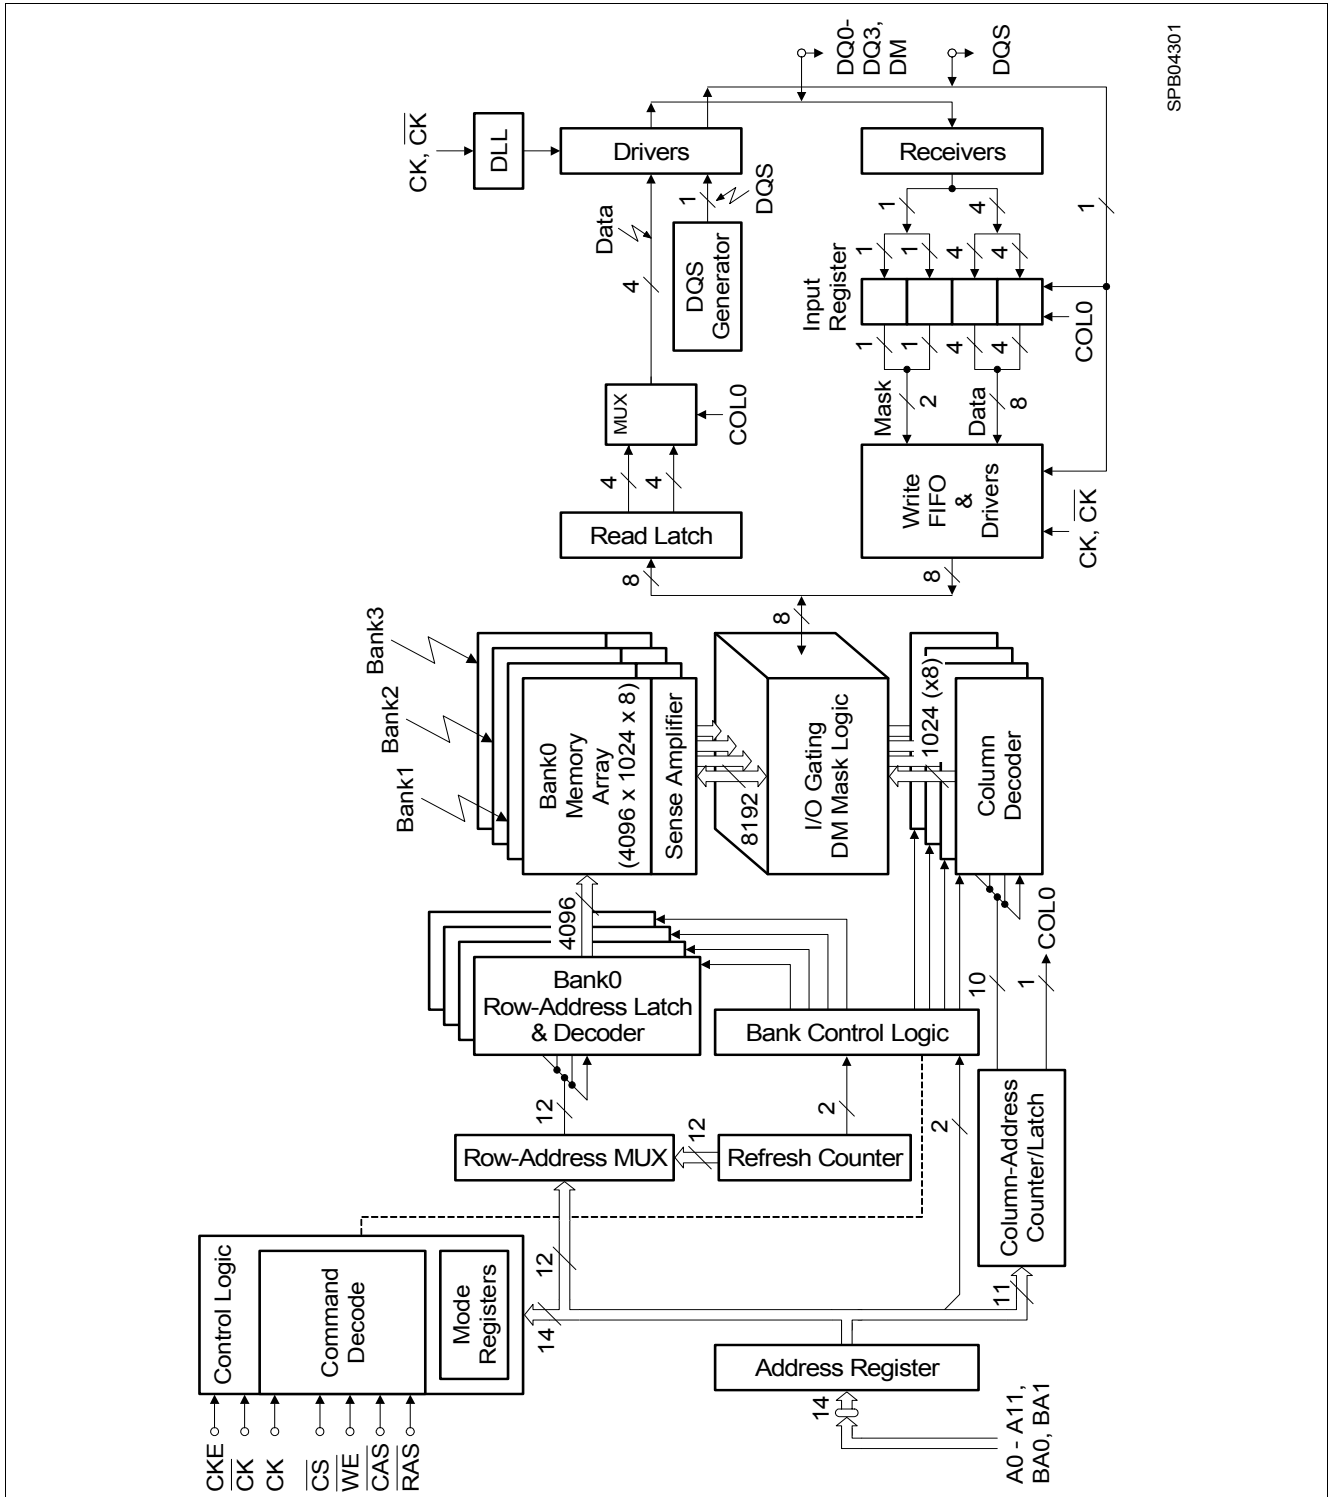 CKE
CK
CK
CS
WE
CAS
RAS
Control Logic
Command
Decode
Mode
Registers
14
12
11
2
A0 - A11,
BA0, BA1
14
Address Register
Row-Address MUX
12
Refresh Counter
2
12
Column-Address
Counter/Latch
10
1
COL0
Bank0
Row-Address Latch
& Decoder
Bank Control Logic
4096
Bank1
Bank2
Bank3
Bank0
Memory
Array
(4096 x 1024 x 8)
Sense Amplifier
8192
I/O Gating
DM Mask Logic
1024 (x8)
Column
Decoder
8
8
8
Read Latch
4
4
MUX
COL0
4
Data
DQS
Generator
1
DQS
CK, CK
DLL
Drivers
Write
FIFO
&
Drivers
CK, CK
Mask
2
Data
8
1
1
4
4
Input
Register
COL0
1
1
4
4
1
4
1
Receivers
DQ0-
DQ3,
DM
DQS
SPB04301